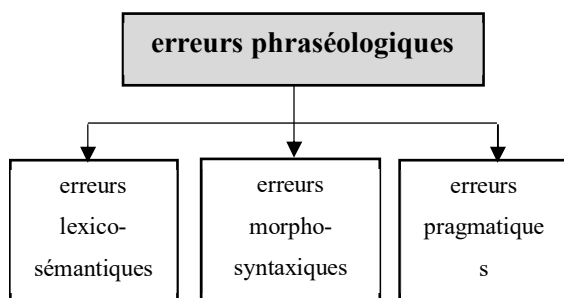 erreurs phraséologiques
erreurs
lexico-
sémantiques
erreurs
morpho-
syntaxiques
erreurs
pragmatique
s